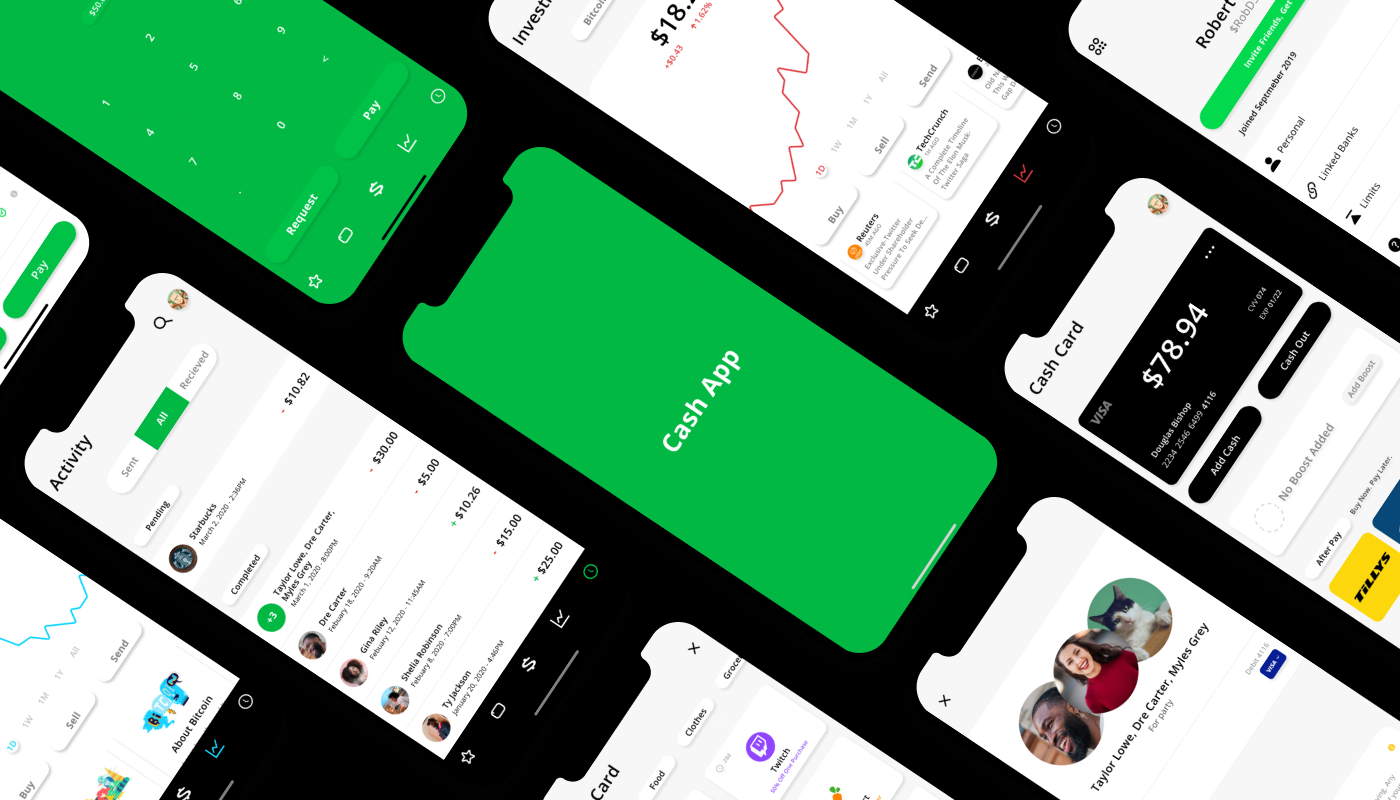 $50.
1
2
4
5
6
7
8
9
.
0
<
Request
Pay
Pay
Activity
Sent
All
Recieved
Pending
Starbucks
March 2, 2020 - 2:36PM
- $10.82
Completed
+3
Taylor Lowe, Dre Carter,
Myles Grey
March 1, 2020 - 8:00PM
- $30.00
Dre Carter
Febuary 18, 2020 - 9:20AM
- $5.00
Gina Riley
Febuary 12, 2020 - 11:45AM
+ $10.26
Shelia Robinson
Febuary 8, 2020 - 7:00PM
- $15.00
Ty Jackson
January 20, 2020 - 4:46PM
+ $25.00
1D
1W
1M
1Y
All
Buy
Sell
Send
About Bitcoin
Cash App
$18.
+$0.43
1.62%
1D
1W
1M
1Y
All
Buy
Sell
Send
Reuters
45M AGO
Exclusive-Twitter
Under Shareholder
Pressure To Seek De...
TechCrunch
1H AGO
A Complete Timeline
Of The Elon Musk-
Twitter Saga
Robert
Invite Friends, Get
Joined Septmeber 2019
Personal
Linked Banks
Limits
Cash Card
VISA
$78.94
CVV 074
EXP 01/22
Douglas Bishop
2234 2546 6499 4116
Add Cash
Cash Out
No Boost Added
Add Boost
After Pay
Buy Now. Pay Later.
TILLYS
Card
Food
Clothes
Twitch
50% Off One Purchase
Taylor Lowe, Dre Carter, Myles Grey
For party
Debit 4116
VISA